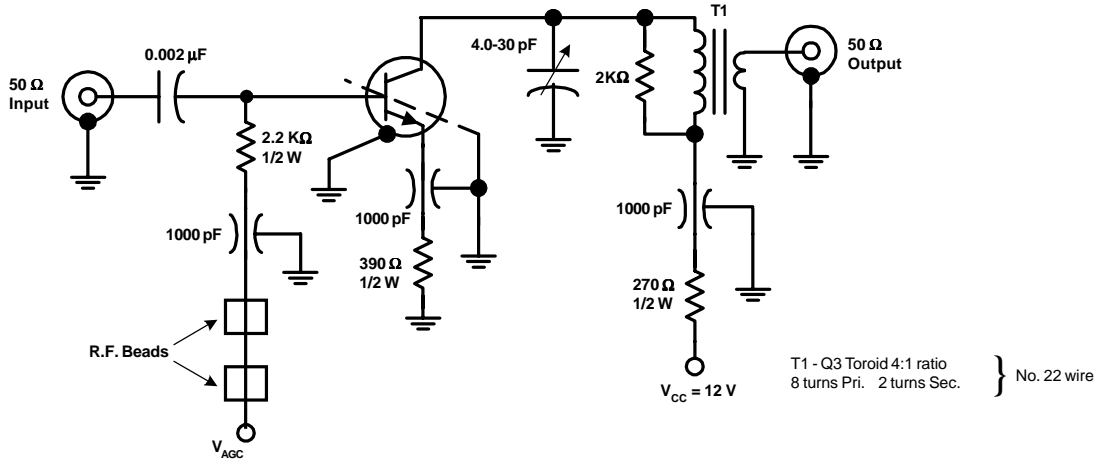 T1
0.002 µF
4.0-30 pF
50 Ω
Input
50 Ω
Output
2KΩ
2.2 KΩ
1/2 W
1000 pF
1000 pF
1000 pF
390 Ω
1/2 W
270 Ω
1/2 W
R.F. Beads
T1 - Q3 Toroid 4:1 ratio
8 turns Pri. 2 turns Sec.
} No. 22 wire
VCC = 12 V
VAGC